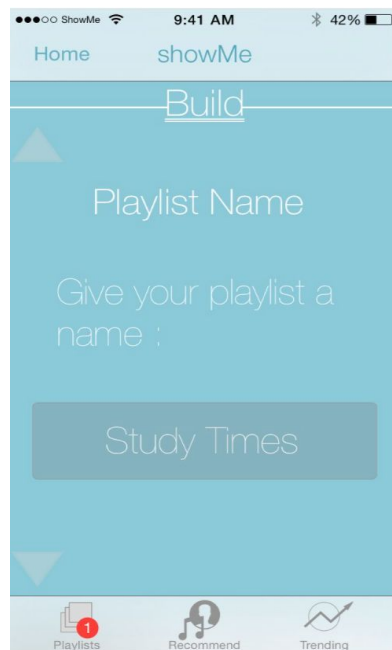 ShowMe 9:41 AM 42%
Home showMe
Build
Playlist Name
Give your playlist a
name :
Study Times
1
Playlists Recommend Trending